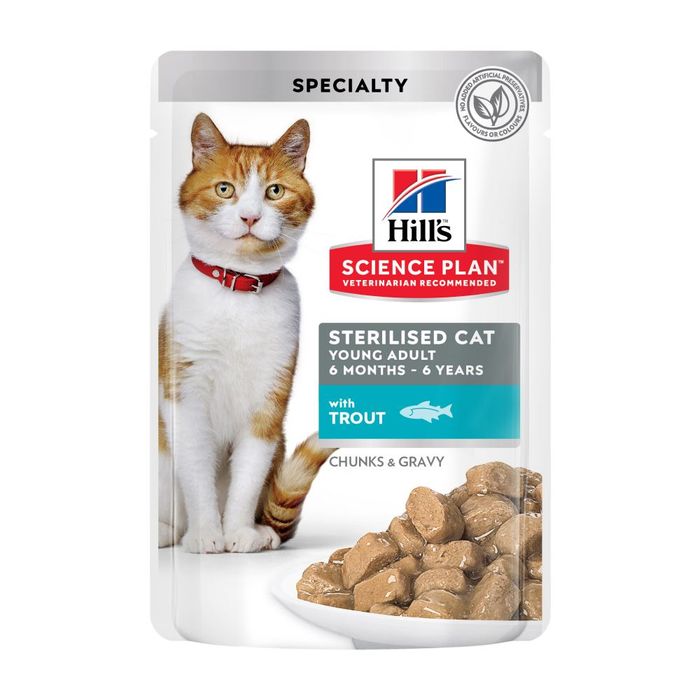 SPECIALTY
NO ADDED ARTIFICIAL PRESERVATIVES,
FLAVOURS OR COLOURS
Hill's™
SCIENCE PLAN™
VETERINARIAN RECOMMENDED
STERILISED CAT
YOUNG ADULT
6 MONTHS - 6 YEARS
with
TROUT
CHUNKS & GRAVY